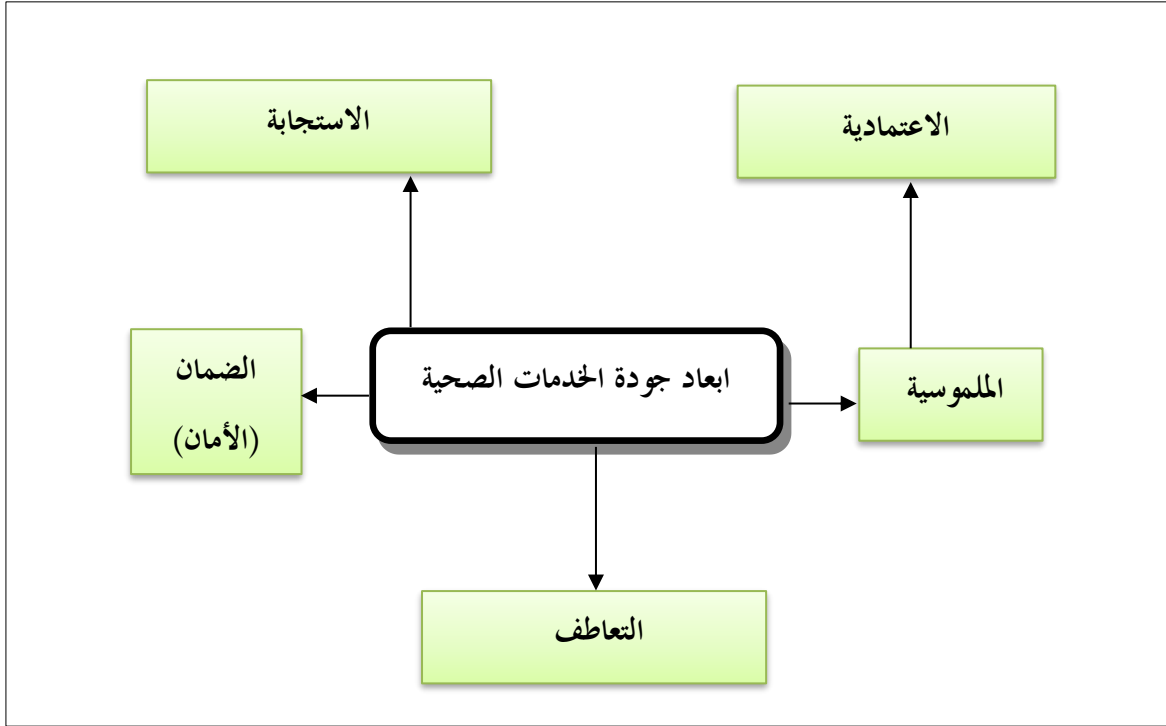 الاعتمادية
الاستجابة
ابعاد جودة الخدمات الصحية
الملموسية
الضمان
(الأمان)
التعاطف